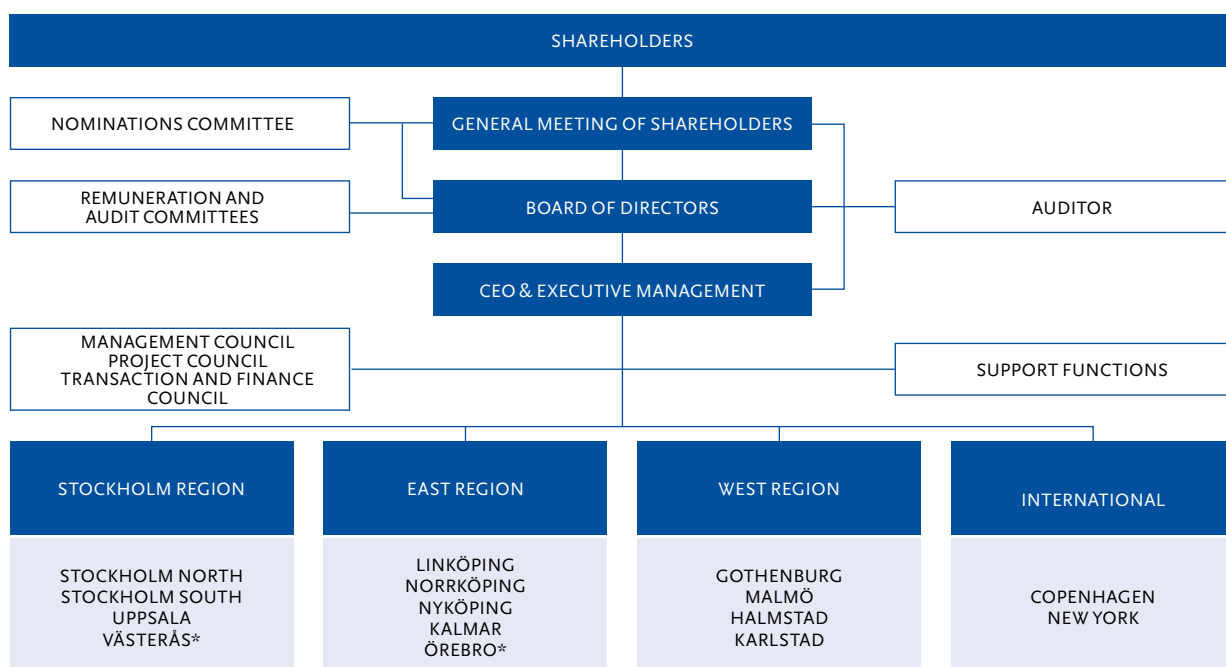 SHAREHOLDERS
NOMINATIONS COMMITTEE
GENERAL MEETING OF SHAREHOLDERS
REMUNERATION AND
AUDIT COMMITTEES
BOARD OF DIRECTORS
AUDITOR
CEO & EXECUTIVE MANAGEMENT
MANAGEMENT COUNCIL
PROJECT COUNCIL
TRANSACTION AND FINANCE
COUNCIL
SUPPORT FUNCTIONS
STOCKHOLM REGION
STOCKHOLM NORTH
STOCKHOLM SOUTH
UPPSALA
VÄSTERÅS*
EAST REGION
LINKÖPING
NORRKÖPING
NYKÖPING
KALMAR
ÖREBRO*
WEST REGION
GOTHENBURG
MALMÖ
HALMSTAD
KARLSTAD
INTERNATIONAL
COPENHAGEN
NEW YORK